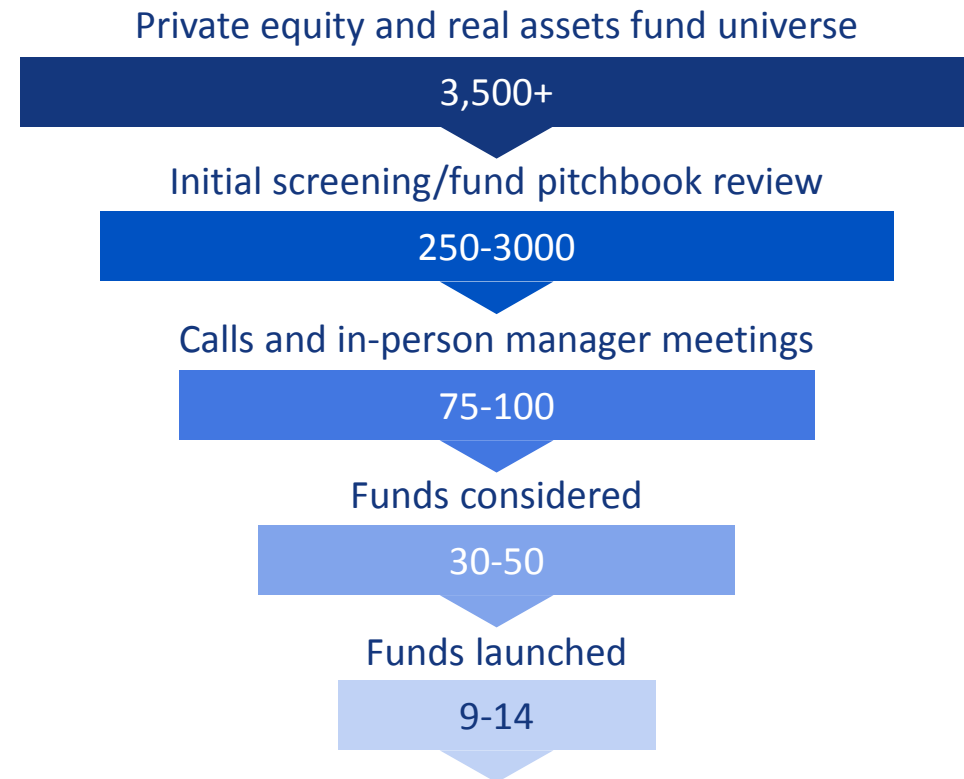 Private equity and real assets fund universe
3,500+
Initial screening/fund pitchbook review
250-3000
Calls and in-person manager meetings
75-100
Funds considered
30-50
Funds launched
9-14